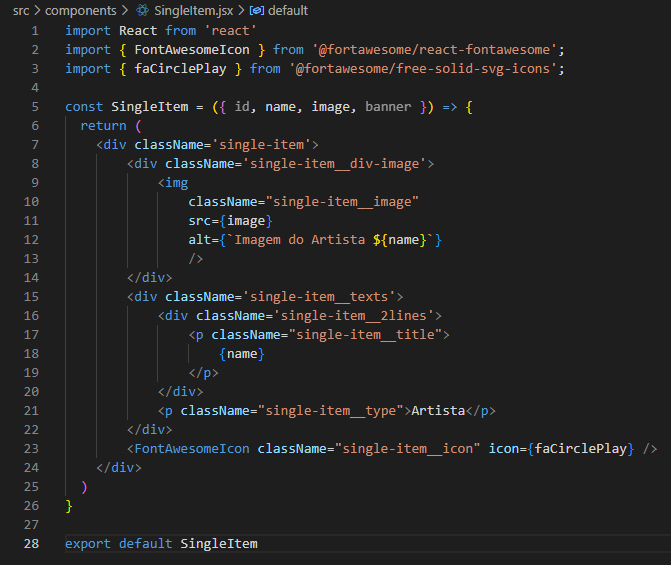 src > components > SingleItem.jsx > default
1 import React from 'react'
2 import { FontAwesomeIcon } from '@fortawesome/react-fontawesome';
3 import { faCirclePlay } from '@fortawesome/free-solid-svg-icons';
4
5 const SingleItem = ({ id, name, image, banner }) => {
6   return (
7     <div className='single-item'>
8         <div className='single-item__div-image'>
9             <img
10                 className="single-item__image"
11                 src={image}
12                 alt={`Imagem do Artista ${name}`}
13                 />
14         </div>
15         <div className='single-item__texts'>
16             <div className='single-item__2lines'>
17                 <p className="single-item__title">
18                     {name}
19                 </p>
20             </div>
21             <p className="single-item__type">Artista</p>
22         </div>
23         <FontAwesomeIcon className="single-item__icon" icon={faCirclePlay} />
24     </div>
25   )
26 }
27
28 export default SingleItem